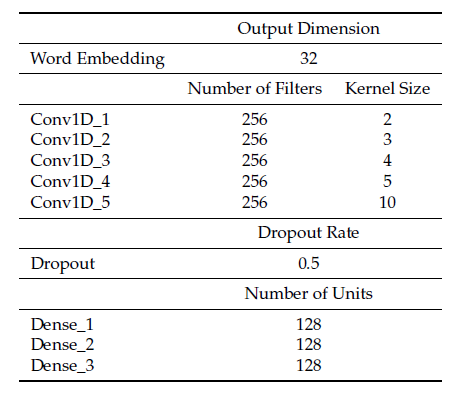 Output Dimension
Word Embedding 32
Number of Filters Kernel Size
Conv1D_1 256 2
Conv1D_2 256 3
Conv1D_3 256 4
Conv1D_4 256 5
Conv1D_5 256 10
Dropout Rate
Dropout 0.5
Number of Units
Dense_1 128
Dense_2 128
Dense_3 128